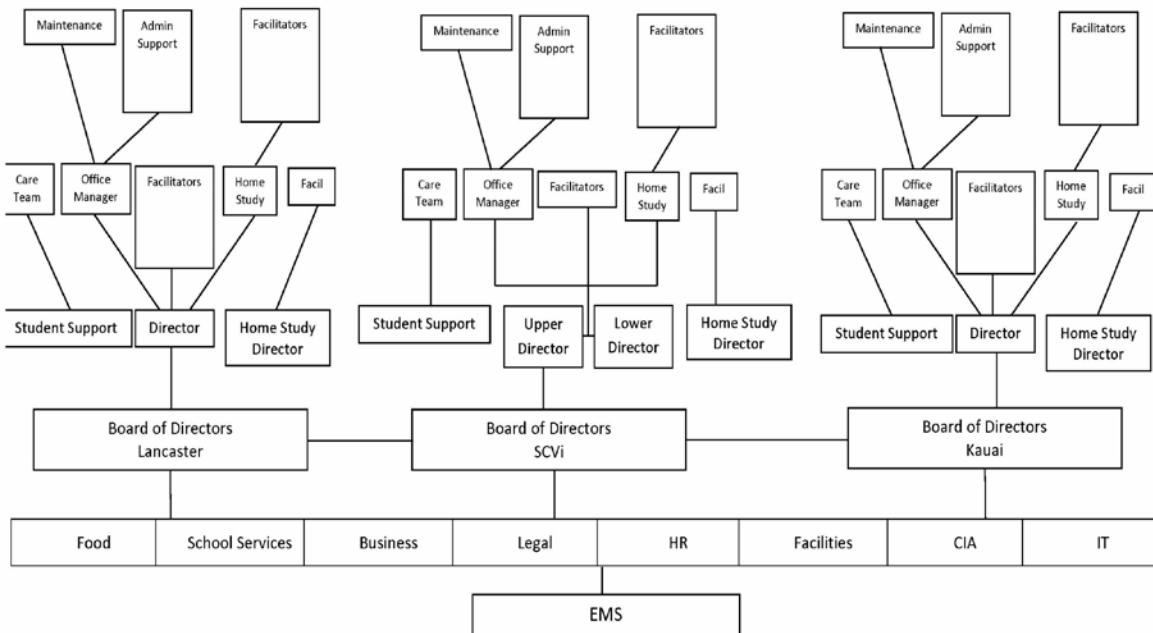 Maintenance
Admin
Support
Facilitators
Maintenance
Admin
Support
Facilitators
Maintenance
Admin
Support
Facilitators
Care
Team
Office
Manager
Facilitators
Home
Study
Facil
Care
Team
Office
Manager
Facilitators
Home
Study
Facil
Care
Team
Office
Manager
Facilitators
Home
Study
Facil
Student Support
Director
Home Study
Director
Student Support
Upper
Director
Lower
Director
Home Study
Director
Student Support
Director
Home Study
Director
Board of Directors
Lancaster
Board of Directors
SCVi
Board of Directors
Kauai
Food
School Services
Business
Legal
HR
Facilities
CIA
IT
EMS